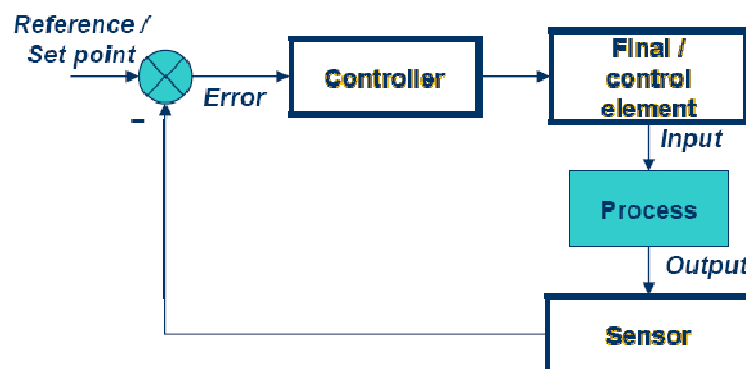 Reference /
Set point
Error
–
Controller
Final /
control
element
Input
Process
Output
Sensor